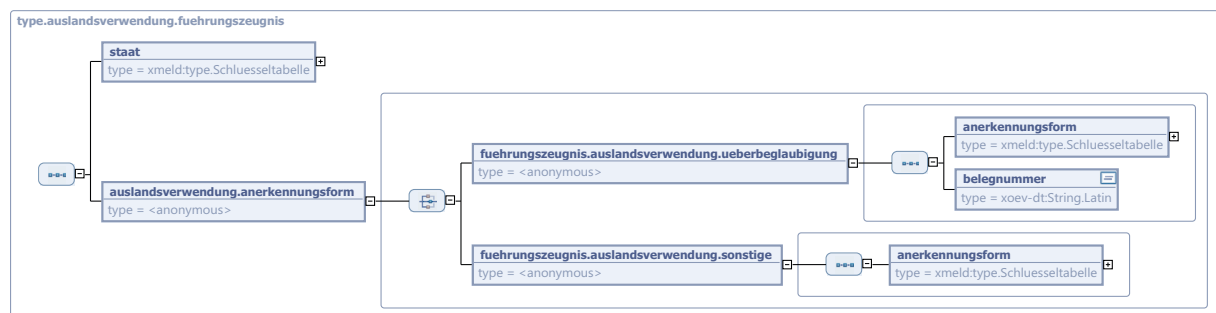 type.auslandsverwendung.fuehrungszeugnis
staat
type = xmeld:type.Schluesseltabelle
auslandsverwendung.anerkennungsform
type = <anonymous>
fuehrungszeugnis.auslandsverwendung.ueberbeglaubigung
type = <anonymous>
anerkennungsform
type = xmeld:type.Schluesseltabelle
belegnummer
type = xoev-dt:String.Latin
fuehrungszeugnis.auslandsverwendung.sonstige
type = <anonymous>
anerkennungsform
type = xmeld:type.Schluesseltabelle